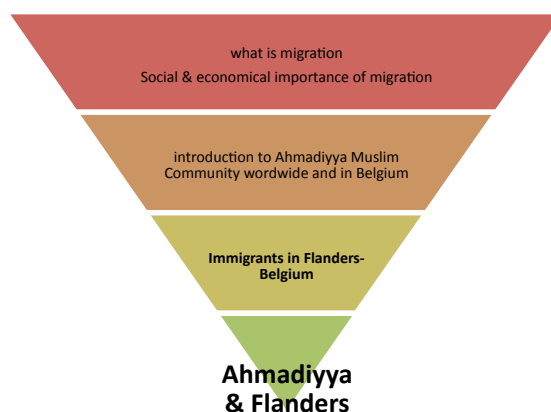 what is migration
Social & economical importance of migration
introduction to Ahmadiyya Muslim
Community wordwide and in Belgium
Immigrants in Flanders-
Belgium
Ahmadiyya
& Flanders